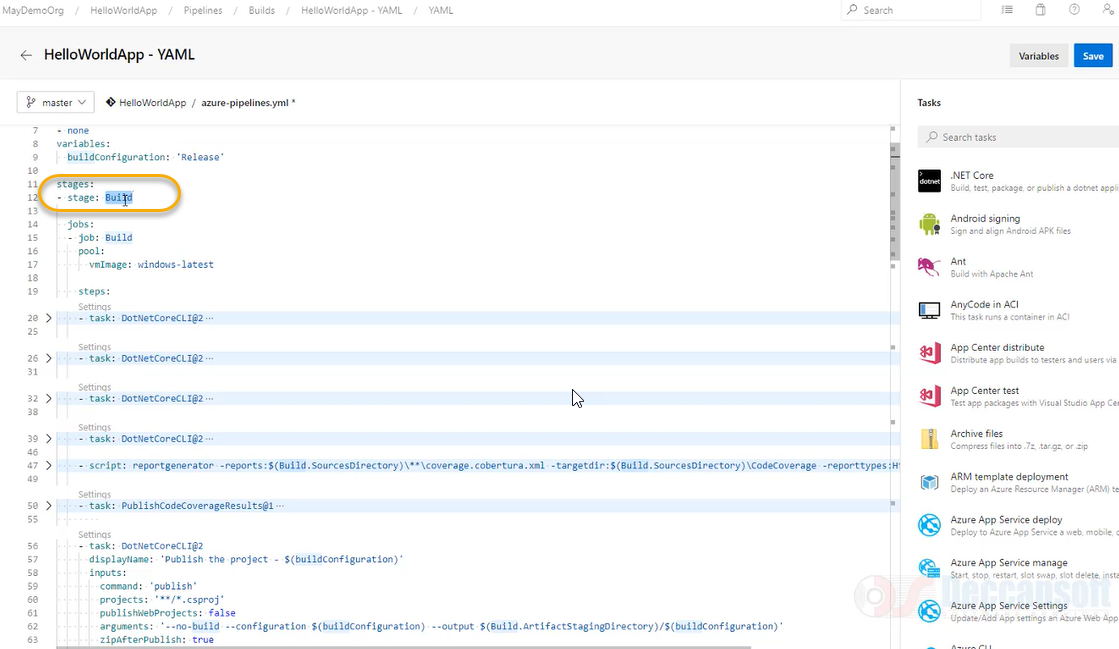 MayDemoOrg / HelloWorldApp / Pipelines / Builds / HelloWorldApp - YAML / YAML
Search
HelloWorldApp - YAML
Variables
Save
master
HelloWorldApp / azure-pipelines.yml *
7 - none
8 variables:
9 buildConfiguration: 'Release'
10
11 stages:
12 - stage: Build
13
14 jobs:
15 - job: Build
16 pool:
17 vmImage: windows-latest
18
19 steps:
Settings
20 - task: DotNetCoreCLI@2 ...
25
Settings
26 - task: DotNetCoreCLI@2 ...
31
Settings
32 - task: DotNetCoreCLI@2 ...
38
Settings
39 - task: DotNetCoreCLI@2 ...
46
47 - script: reportgenerator -reports:$(Build.SourcesDirectory)\**\coverage.cobertura.xml -targetdir:$(Build.SourcesDirectory)\CodeCoverage -reporttypes:H
49
Settings
50 - task: PublishCodeCoverageResults@1 ...
55
Settings
56 - task: DotNetCoreCLI@2
57 displayName: 'Publish the project - $(buildConfiguration)'
58 inputs:
59 command: 'publish'
60 projects: '**/*.csproj'
61 publishWebProjects: false
62 arguments: '--no-build --configuration $(buildConfiguration) --output $(Build.ArtifactStagingDirectory)/$(buildConfiguration)'
63 zipAfterPublish: true
Tasks
Search tasks
dotnet
.NET Core
Build, test, package, or publish a dotnet appli
Android signing
Sign and align Android APK files
Ant
Build with Apache Ant
AnyCode in ACI
This task runs a container in ACI
App Center distribute
Distribute app builds to testers and users via
App Center test
Test app packages with Visual Studio App Cen
Archive files
Compress files into .7z, .tar.gz, or .zip
ARM template deployment
Deploy an Azure Resource Manager (ARM) te
Azure App Service deploy
Deploy to Azure App Service a web, mobile, o
Azure App Service manage
Start, stop, restart, slot swap, slot delete, insta
Azure App Service Settings
Update/Add App settings an Azure Web App
Azure CLI
Deccansoft